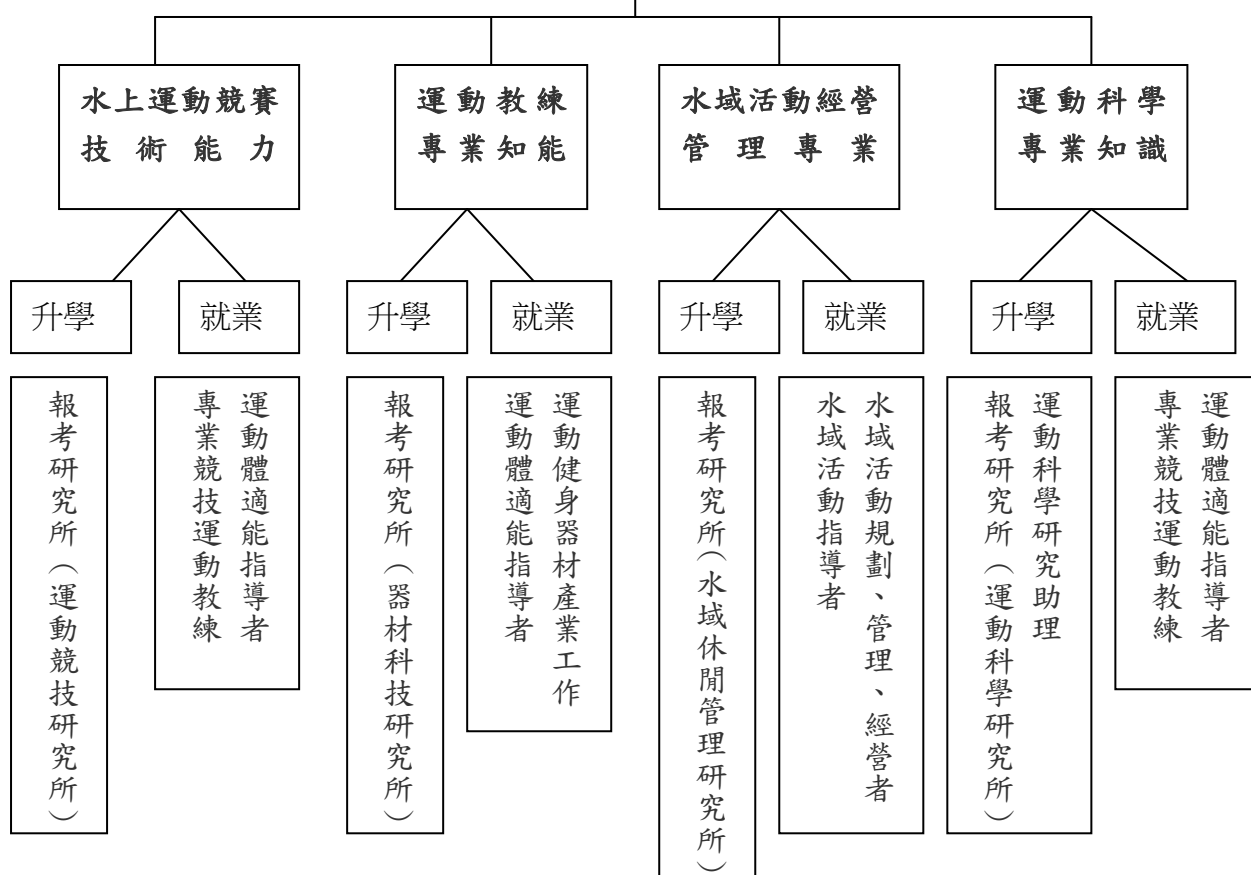 水上運動競賽
技術能力
運動教練
專業知能
水域活動經營
管理專業
運動科學
專業知識
升學
就業
升學
就業
升學
就業
升學
就業
報考研究所（運動競技研究所）
運動體適能指導者
專業競技運動教練
報考研究所（器材科技研究所）
運動健身器材產業工作
運動體適能指導者
報考研究所（水域休閒管理研究所）
水域活動規劃、管理、經營者
水域活動指導者
運動科學研究助理
報考研究所（運動科學研究所）
運動體適能指導者
專業競技運動教練